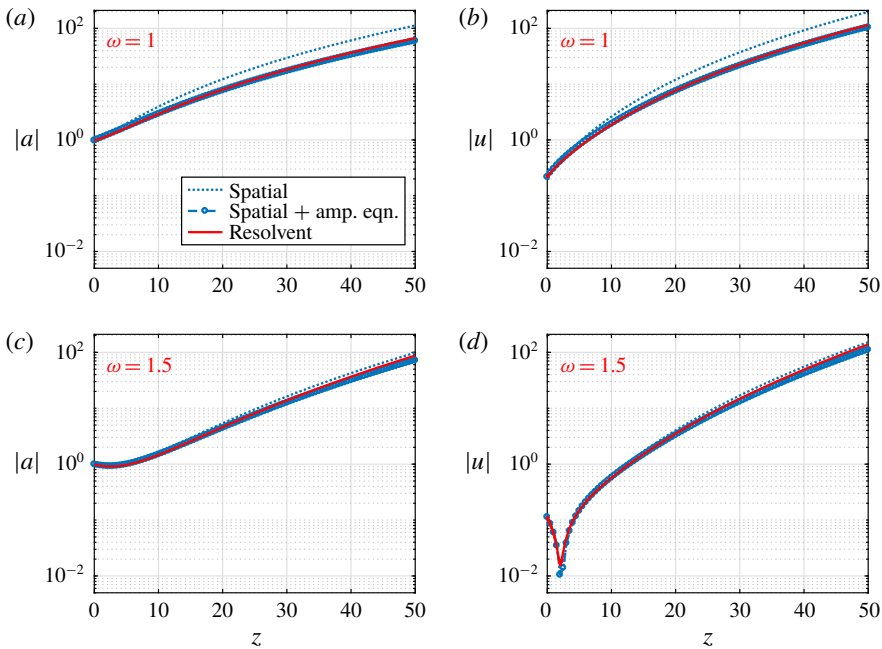 (a)
(b)
10^2
ω = 1
|a|
10^0
10^-2
Spatial
Spatial + amp. eqn.
Resolvent
0 10 20 30 40 50
10^2
ω = 1
|u|
10^0
10^-2
0 10 20 30 40 50
(c)
(d)
10^2
ω = 1.5
|a|
10^0
10^-2
0 10 20 30 40 50
z
10^2
ω = 1.5
|u|
10^0
10^-2
0 10 20 30 40 50
z